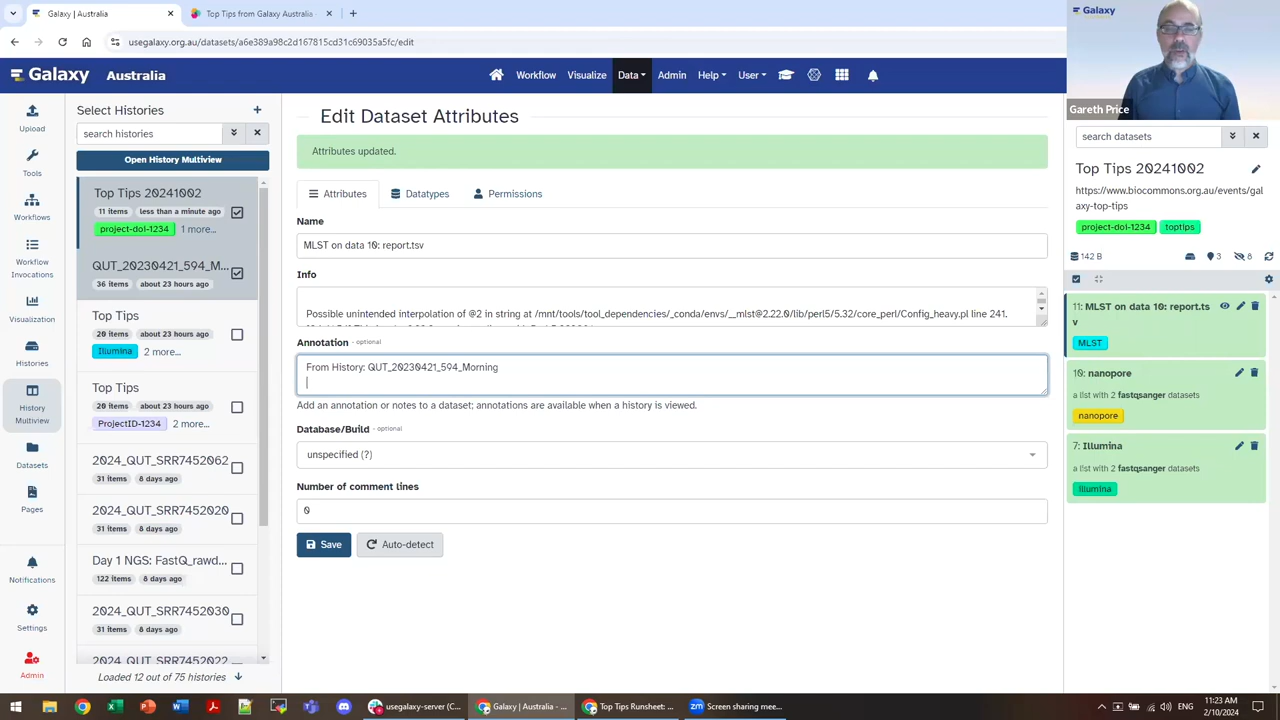 Galaxy | Australia
Top Tips from Galaxy Australia
usegalaxy.org.au/datasets/a6e389a98c2d167815cd31c69035a5fc/edit
Galaxy Australia
Workflow
Visualize
Data
Admin
Help
User
Galaxy
Gareth Price
Upload
Tools
Workflows
Workflow
Invocations
Visualization
Histories
History
Multiview
Datasets
Pages
Notifications
Settings
Admin
Select Histories
search histories
Open History Multiview
Top Tips 20241002
11 items less than a minute ago
project-doi-1234 1 more...
QUT_20230421_594_M...
36 items about 23 hours ago
Top Tips
20 items about 23 hours ago
Illumina 2 more...
Top Tips
20 items about 23 hours ago
ProjectID-1234 2 more...
2024_QUT_SRR7452062
31 items 8 days ago
2024_QUT_SRR7452020
31 items 8 days ago
Day 1 NGS: FastQ_rawd...
122 items 8 days ago
2024_QUT_SRR7452030
31 items 8 days ago
2024_QUT_SRR7452022
Loaded 12 out of 75 histories
Edit Dataset Attributes
Attributes updated.
Attributes
Datatypes
Permissions
Name
MLST on data 10: report.tsv
Info
Possible unintended interpolation of @2 in string at /mnt/tools/tool_dependencies/_conda/envs/__mlst@2.22.0/lib/perl5/5.32/core_perl/Config_heavy.pl line 241,
Annotation - optional
From History: QUT_20230421_594_Morning
Add an annotation or notes to a dataset; annotations are available when a history is viewed.
Database/Build - optional
unspecified (?)
Number of comment lines
0
Save
Auto-detect
search datasets
Top Tips 20241002
https://www.biocommons.org.au/events/gal
axy-top-tips
project-doi-1234 toptips
142 B
3
8
11: MLST on data 10: report.ts
v
MLST
10: nanopore
a list with 2 fastqsanger datasets
nanopore
7: Illumina
a list with 2 fastqsanger datasets
illumina
usegalaxy-server (C...
Galaxy | Australia - ...
Top Tips Runsheet: ...
Screen sharing mee...
ENG
11:23 AM
2/10/2024